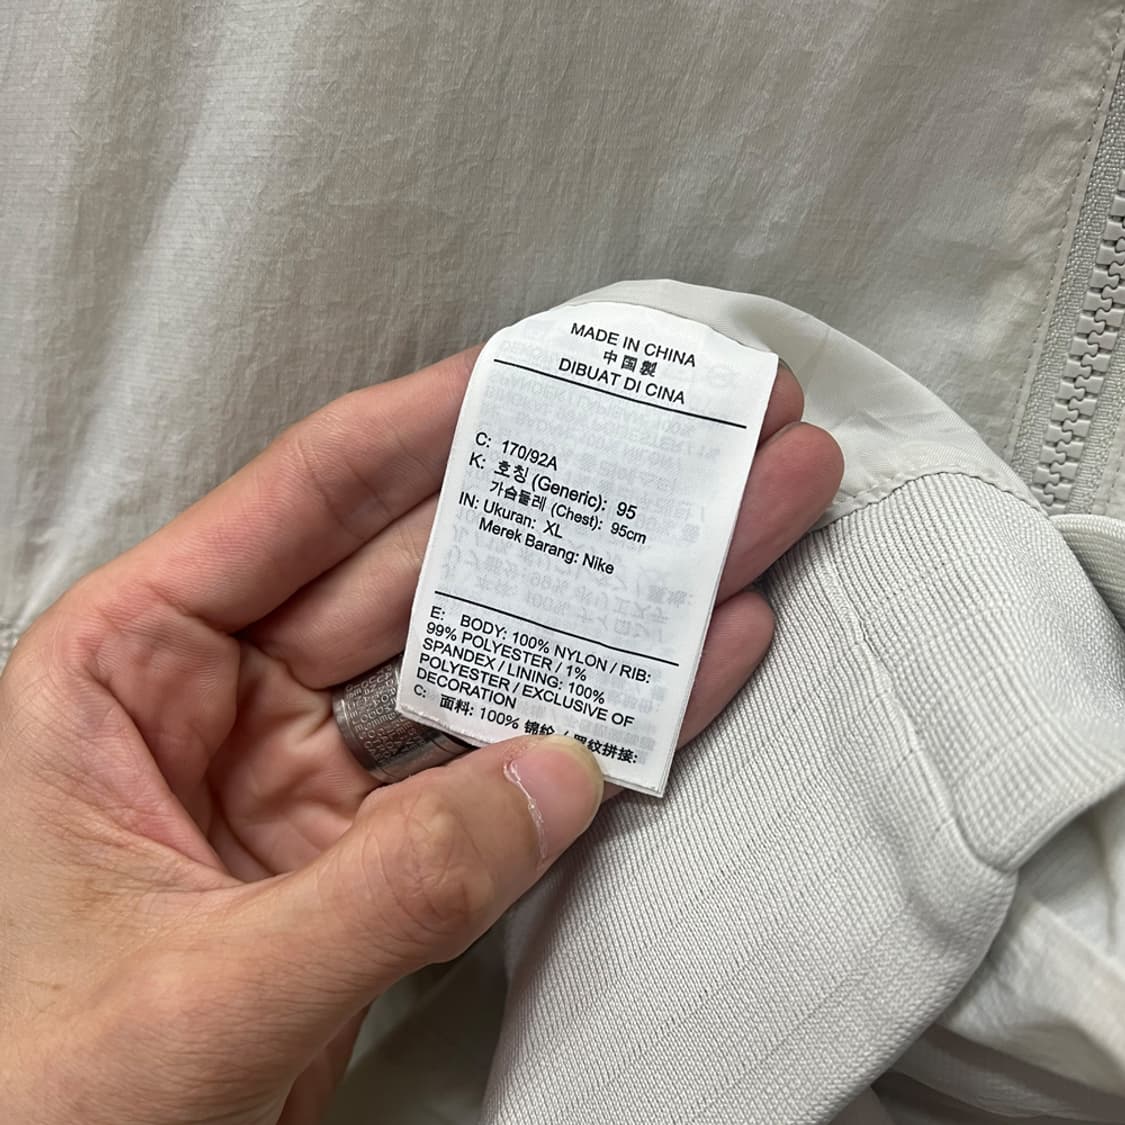 MADE IN CHINA
中国製
DIBUAT DI CINA
C: 170/92A
K: 호칭 (Generic): 95
가슴둘레 (Chest): 95cm
IN: Ukuran: XL
Merek Barang: Nike
E: BODY: 100% NYLON / RIB:
99% POLYESTER / 1%
SPANDEX / LINING: 100%
POLYESTER / EXCLUSIVE OF
DECORATION
C: 面料: 100% 锦纶 / 罗纹拼接: